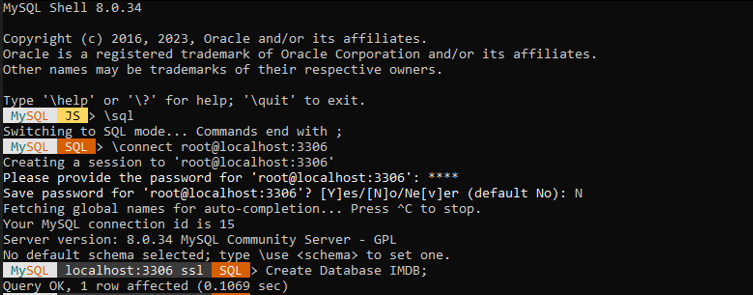 MySQL Shell 8.0.34
Copyright (c) 2016, 2023, Oracle and/or its affiliates.
Oracle is a registered trademark of Oracle Corporation and/or its affiliates.
Other names may be trademarks of their respective owners.
Type '\help' or '\?' for help; '\quit' to exit.
MySQL JS > \sql
Switching to SQL mode... Commands end with ;
MySQL SQL > \connect root@localhost:3306
Creating a session to 'root@localhost:3306'
Please provide the password for 'root@localhost:3306': ****
Save password for 'root@localhost:3306'? [Y]es/[N]o/Ne[v]er (default No): N
Fetching global names for auto-completion... Press ^C to stop.
Your MySQL connection id is 15
Server version: 8.0.34 MySQL Community Server - GPL
No default schema selected; type \use <schema> to set one.
MySQL localhost:3306 ssl SQL > Create Database IMDB;
Query OK, 1 row affected (0.1069 sec)